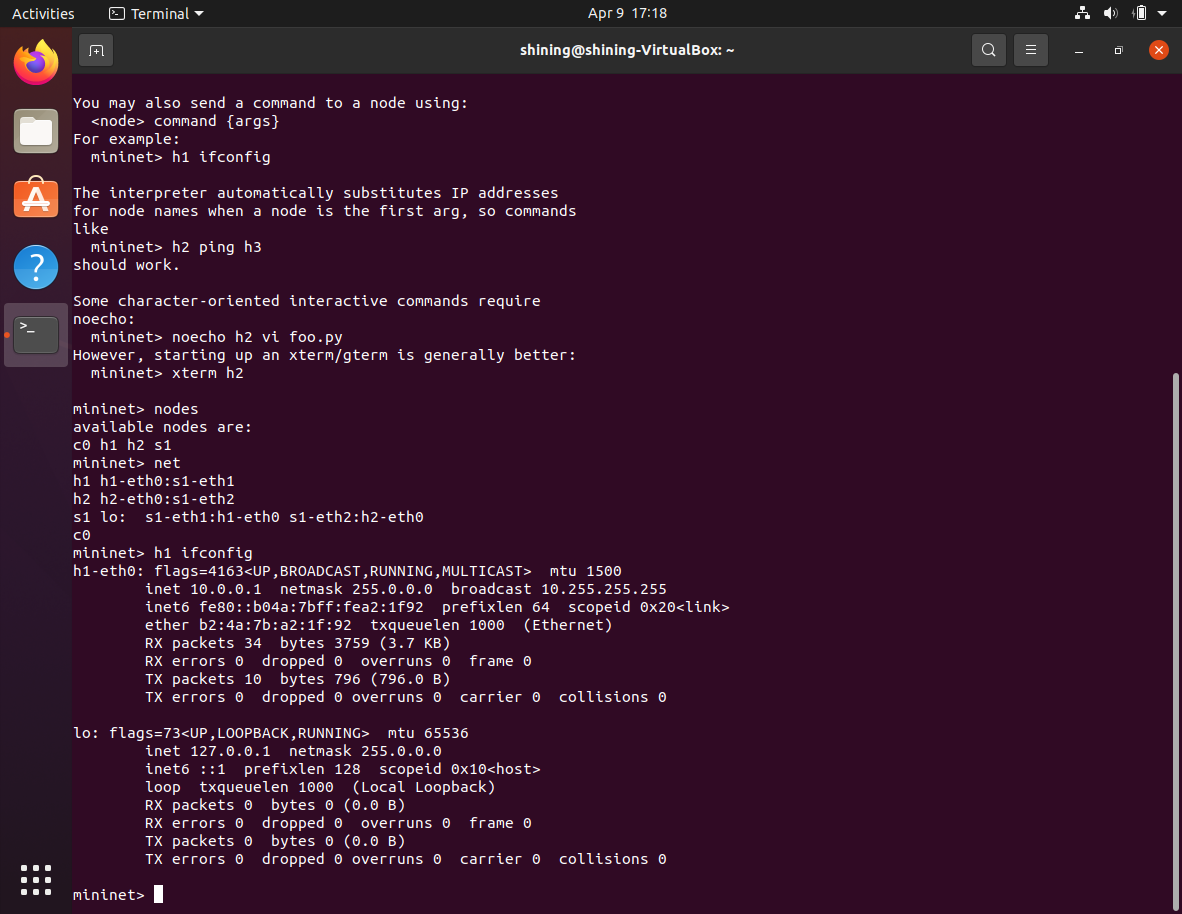 Activities Terminal Apr 9 17:18
shining@shining-VirtualBox: ~
You may also send a command to a node using:
  <node> command {args}
For example:
  mininet> h1 ifconfig

The interpreter automatically substitutes IP addresses
for node names when a node is the first arg, so commands
like
  mininet> h2 ping h3
should work.

Some character-oriented interactive commands require
noecho:
  mininet> noecho h2 vi foo.py
However, starting up an xterm/gterm is generally better:
  mininet> xterm h2

mininet> nodes
available nodes are:
c0 h1 h2 s1
mininet> net
h1 h1-eth0:s1-eth1
h2 h2-eth0:s1-eth2
s1 lo:  s1-eth1:h1-eth0 s1-eth2:h2-eth0
c0
mininet> h1 ifconfig
h1-eth0: flags=4163<UP,BROADCAST,RUNNING,MULTICAST>  mtu 1500
        inet 10.0.0.1  netmask 255.0.0.0  broadcast 10.255.255.255
        inet6 fe80::b04a:7bff:fea2:1f92  prefixlen 64  scopeid 0x20<link>
        ether b2:4a:7b:a2:1f:92  txqueuelen 1000  (Ethernet)
        RX packets 34  bytes 3759 (3.7 KB)
        RX errors 0  dropped 0  overruns 0  frame 0
        TX packets 10  bytes 796 (796.0 B)
        TX errors 0  dropped 0 overruns 0  carrier 0  collisions 0

lo: flags=73<UP,LOOPBACK,RUNNING>  mtu 65536
        inet 127.0.0.1  netmask 255.0.0.0
        inet6 ::1  prefixlen 128  scopeid 0x10<host>
        loop  txqueuelen 1000  (Local Loopback)
        RX packets 0  bytes 0 (0.0 B)
        RX errors 0  dropped 0  overruns 0  frame 0
        TX packets 0  bytes 0 (0.0 B)
        TX errors 0  dropped 0 overruns 0  carrier 0  collisions 0

mininet>